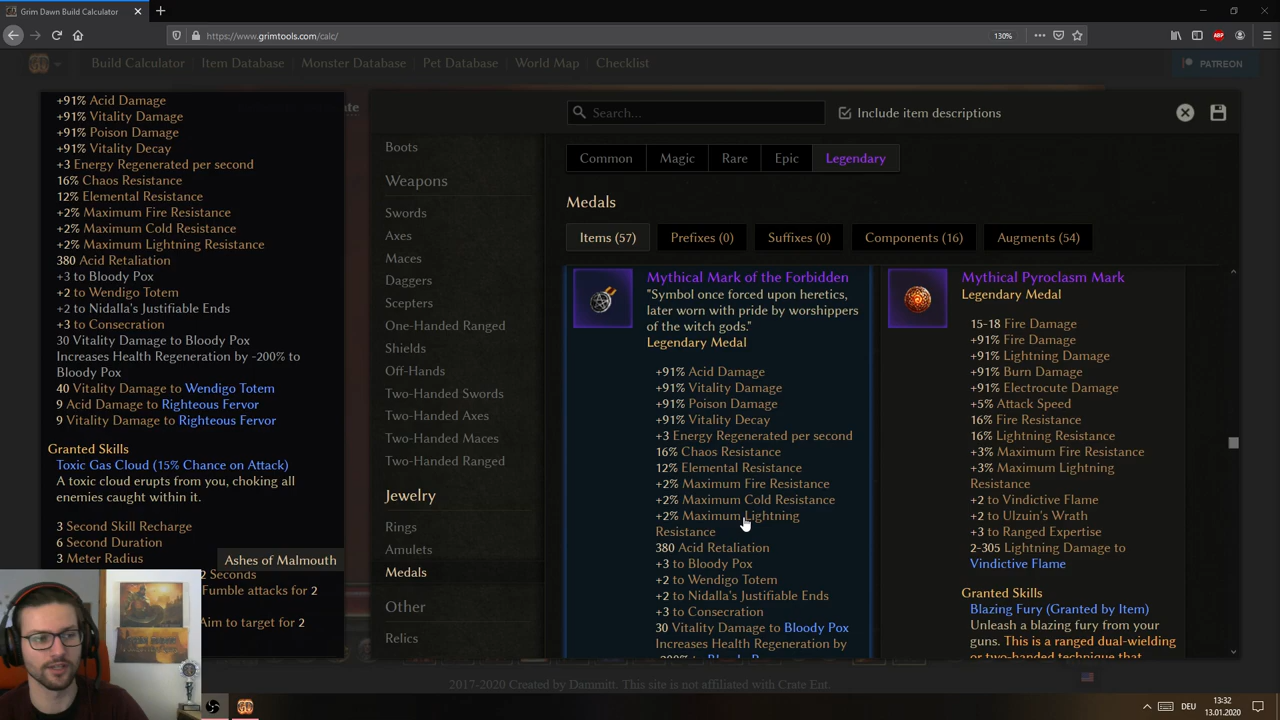 Grim Dawn Build Calculator
https://www.grimtools.com/calc/
130%
Build Calculator
Item Database
Monster Database
Pet Database
World Map
Checklist
PATREON
+91% Acid Damage
+91% Vitality Damage
+91% Poison Damage
+91% Vitality Decay
+3 Energy Regenerated per second
16% Chaos Resistance
12% Elemental Resistance
+2% Maximum Fire Resistance
+2% Maximum Cold Resistance
+2% Maximum Lightning Resistance
380 Acid Retaliation
+3 to Bloody Pox
+2 to Wendigo Totem
+2 to Nidalla's Justifiable Ends
+3 to Consecration
30 Vitality Damage to Bloody Pox
Increases Health Regeneration by -200% to
Bloody Pox
40 Vitality Damage to Wendigo Totem
9 Acid Damage to Righteous Fervor
9 Vitality Damage to Righteous Fervor
Granted Skills
Toxic Gas Cloud (15% Chance on Attack)
A toxic cloud erupts from you, choking all
enemies caught within it.
3 Second Skill Recharge
6 Second Duration
3 Meter Radius
Ashes of Malmouth
2 Seconds
Fumble attacks for 2
Aim to target for 2
Boots
Weapons
Swords
Axes
Maces
Daggers
Scepters
One-Handed Ranged
Shields
Off-Hands
Two-Handed Swords
Two-Handed Axes
Two-Handed Maces
Two-Handed Ranged
Jewelry
Rings
Amulets
Medals
Other
Relics
Search...
Include item descriptions
Common
Magic
Rare
Epic
Legendary
Medals
Items (57)
Prefixes (0)
Suffixes (0)
Components (16)
Augments (54)
Mythical Mark of the Forbidden
"Symbol once forced upon heretics,
later worn with pride by worshippers
of the witch gods."
Legendary Medal
+91% Acid Damage
+91% Vitality Damage
+91% Poison Damage
+91% Vitality Decay
+3 Energy Regenerated per second
16% Chaos Resistance
12% Elemental Resistance
+2% Maximum Fire Resistance
+2% Maximum Cold Resistance
+2% Maximum Lightning
Resistance
380 Acid Retaliation
+3 to Bloody Pox
+2 to Wendigo Totem
+2 to Nidalla's Justifiable Ends
+3 to Consecration
30 Vitality Damage to Bloody Pox
Increases Health Regeneration by
Mythical Pyroclasm Mark
Legendary Medal
15-18 Fire Damage
+91% Fire Damage
+91% Lightning Damage
+91% Burn Damage
+91% Electrocute Damage
+5% Attack Speed
16% Fire Resistance
16% Lightning Resistance
+3% Maximum Fire Resistance
+3% Maximum Lightning
Resistance
+2 to Vindictive Flame
+2 to Ulzuin's Wrath
+3 to Ranged Expertise
2-305 Lightning Damage to
Vindictive Flame
Granted Skills
Blazing Fury (Granted by Item)
Unleash a blazing fury from your
guns. This is a ranged dual-wielding
or two-handed technique that
2017-2020 Created by Dammitt. This site is not affiliated with Crate Ent.
DEU
13:32
13.01.2020